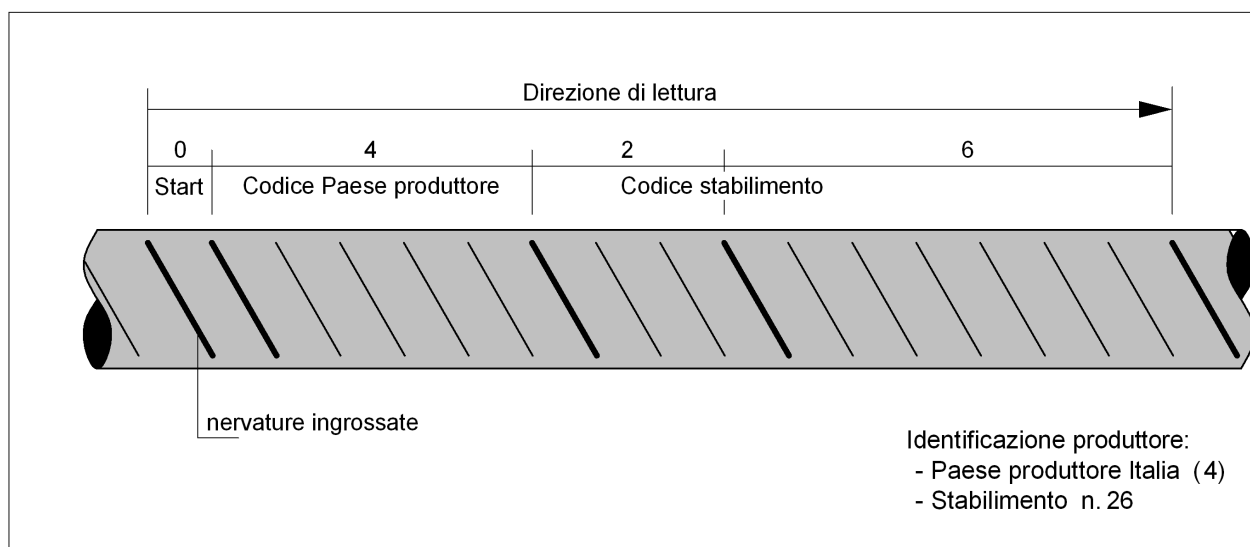 Direzione di lettura
0 4 2 6
Start Codice Paese produttore Codice stabilimento
nervature ingrossate
Identificazione produttore:
- Paese produttore Italia (4)
- Stabilimento n. 26